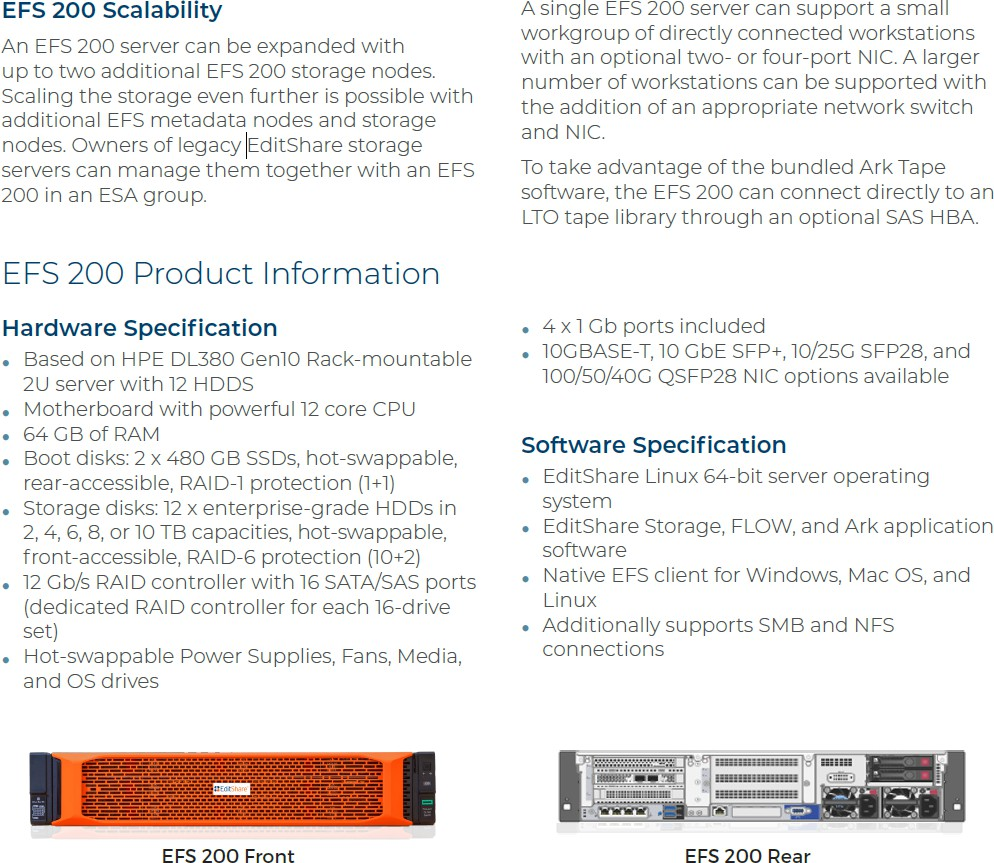 EFS 200 Scalability
An EFS 200 server can be expanded with
up to two additional EFS 200 storage nodes.
Scaling the storage even further is possible with
additional EFS metadata nodes and storage
nodes. Owners of legacy EditShare storage
servers can manage them together with an EFS
200 in an ESA group.
A single EFS 200 server can support a small
workgroup of directly connected workstations
with an optional two- or four-port NIC. A larger
number of workstations can be supported with
the addition of an appropriate network switch
and NIC.
To take advantage of the bundled Ark Tape
software, the EFS 200 can connect directly to an
LTO tape library through an optional SAS HBA.
EFS 200 Product Information
Hardware Specification
• Based on HPE DL380 Gen10 Rack-mountable
2U server with 12 HDDS
• Motherboard with powerful 12 core CPU
• 64 GB of RAM
• Boot disks: 2 x 480 GB SSDs, hot-swappable,
rear-accessible, RAID-1 protection (1+1)
• Storage disks: 12 x enterprise-grade HDDs in
2, 4, 6, 8, or 10 TB capacities, hot-swappable,
front-accessible, RAID-6 protection (10+2)
• 12 Gb/s RAID controller with 16 SATA/SAS ports
(dedicated RAID controller for each 16-drive
set)
• Hot-swappable Power Supplies, Fans, Media,
and OS drives
• 4 x 1 Gb ports included
• 10GBASE-T, 10 GbE SFP+, 10/25G SFP28, and
100/50/40G QSFP28 NIC options available
Software Specification
• EditShare Linux 64-bit server operating
system
• EditShare Storage, FLOW, and Ark application
software
• Native EFS client for Windows, Mac OS, and
Linux
• Additionally supports SMB and NFS
connections
EditShare
EFS 200 Front
EFS 200 Rear